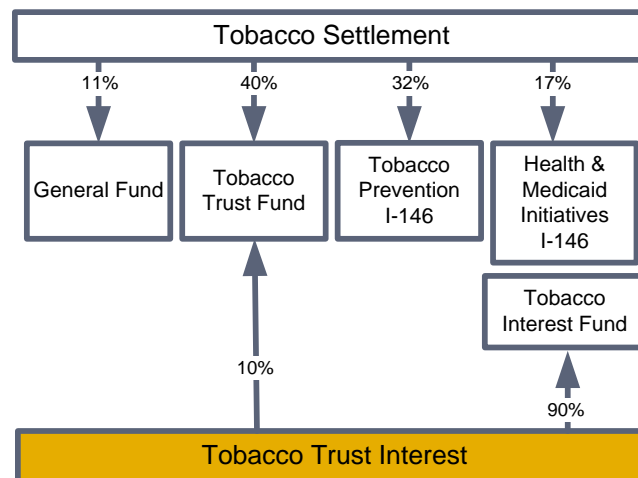 Tobacco Settlement
11%
40%
32%
17%
General Fund
Tobacco
Trust Fund
Tobacco
Prevention
I-146
Health &
Medicaid
Initiatives
I-146
Tobacco
Interest Fund
10%
90%
Tobacco Trust Interest